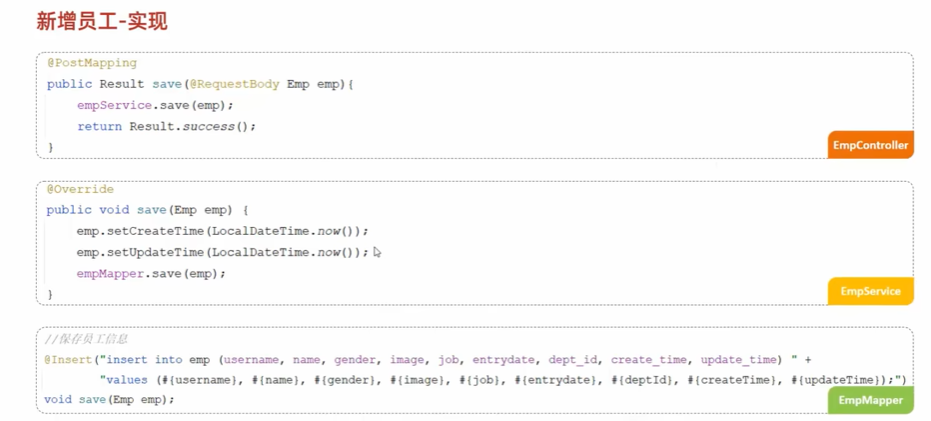 新增员工-实现
@PostMapping
public Result save(@RequestBody Emp emp){
empService.save(emp);
return Result.success();
}
EmpController
@Override
public void save(Emp emp) {
emp.setCreateTime(LocalDateTime.now());
emp.setUpdateTime(LocalDateTime.now());
empMapper.save(emp);
}
EmpService
//保存员工信息
@Insert("insert into emp (username, name, gender, image, job, entrydate, dept_id, create_time, update_time) " +
"values (#{username}, #{name}, #{gender}, #{image}, #{job}, #{entrydate}, #{deptId}, #{createTime}, #{updateTime});")
void save(Emp emp);
EmpMapper